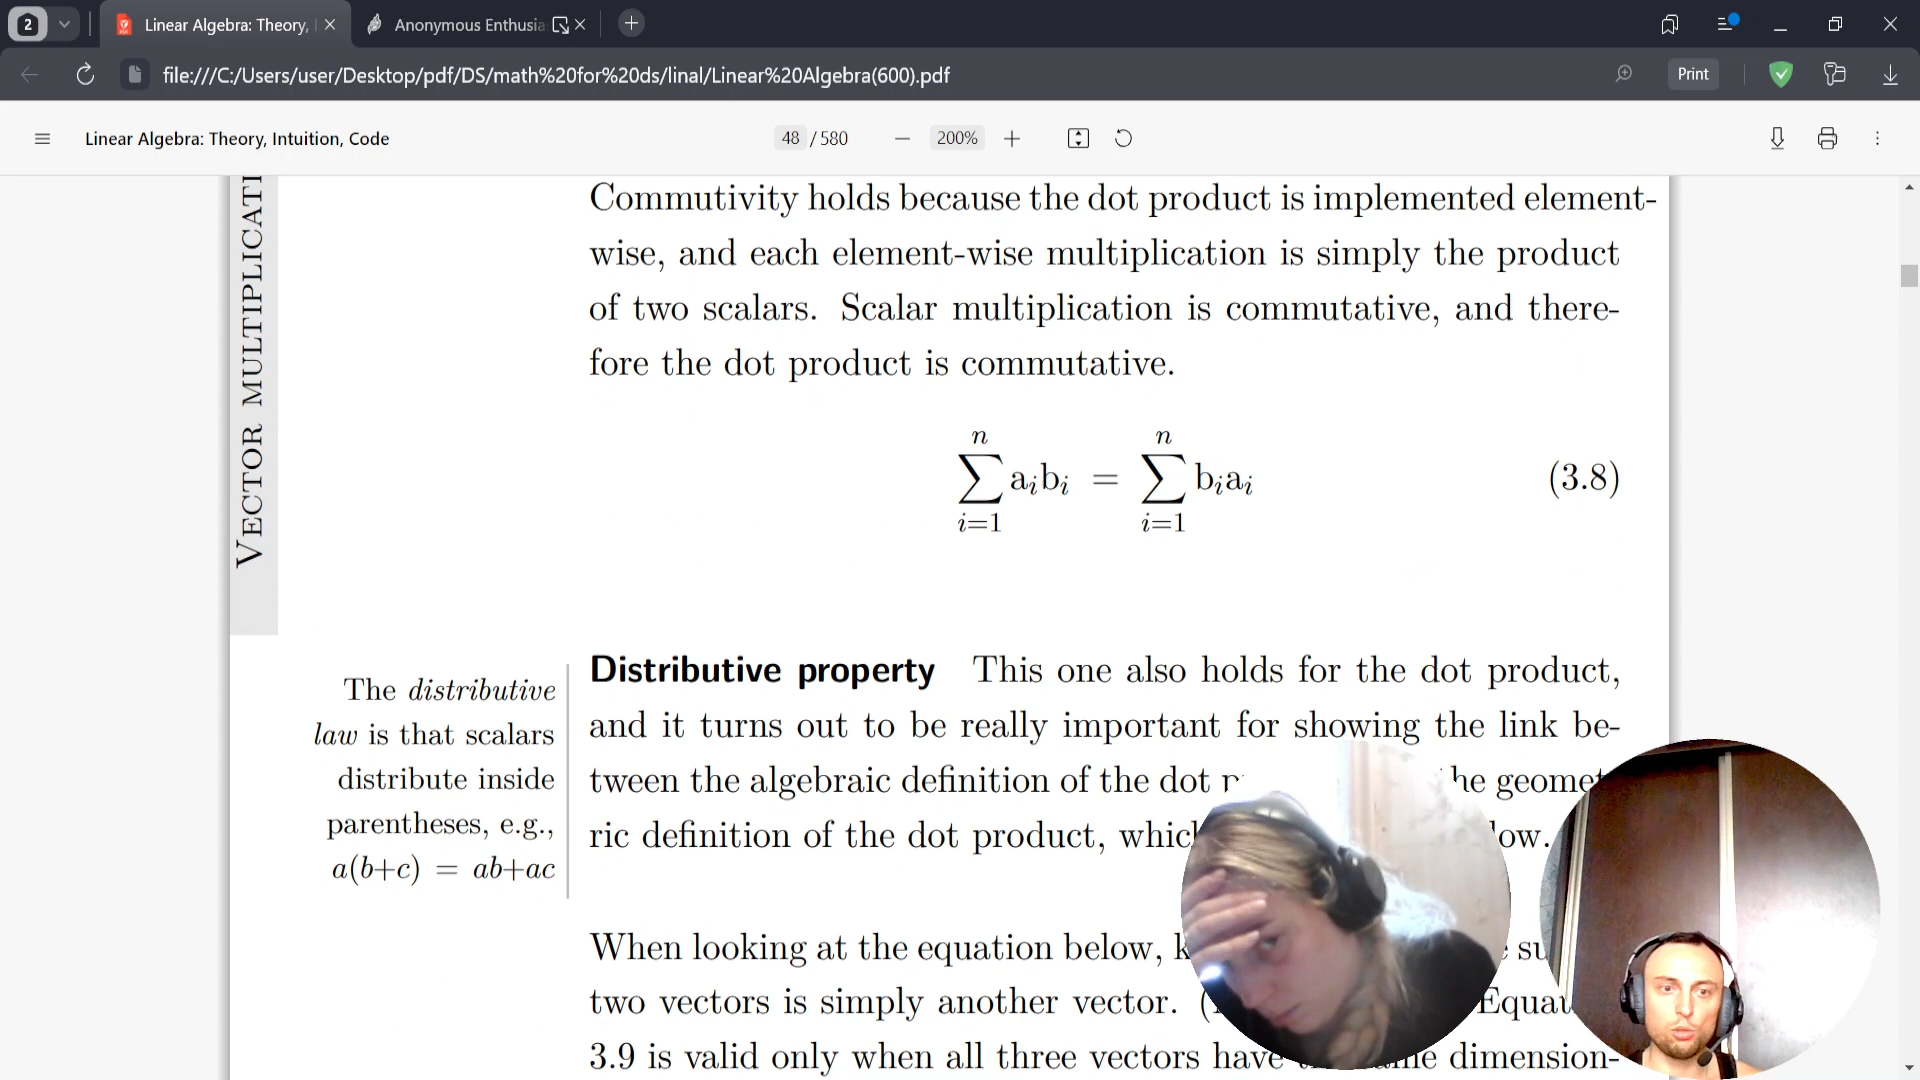 2
Linear Algebra: Theory,
Anonymous Enthusia
file:///C:/Users/user/Desktop/pdf/DS/math%20for%20ds/linal/Linear%20Algebra(600).pdf
Print
Linear Algebra: Theory, Intuition, Code
48 / 580
200%
VECTOR MULTIPLICATI
Commutivity holds because the dot product is implemented element-
wise, and each element-wise multiplication is simply the product
of two scalars. Scalar multiplication is commutative, and there-
fore the dot product is commutative.
n n
∑ aᵢbᵢ = ∑ bᵢaᵢ (3.8)
i=1 i=1
The distributive
law is that scalars
distribute inside
parentheses, e.g.,
a(b+c) = ab+ac
Distributive property This one also holds for the dot product,
and it turns out to be really important for showing the link be-
tween the algebraic definition of the dot
ric definition of the dot product,
When looking at the equation below,
two vectors is simply another vector. (
3.9 is valid only when all three vectors have dimension-